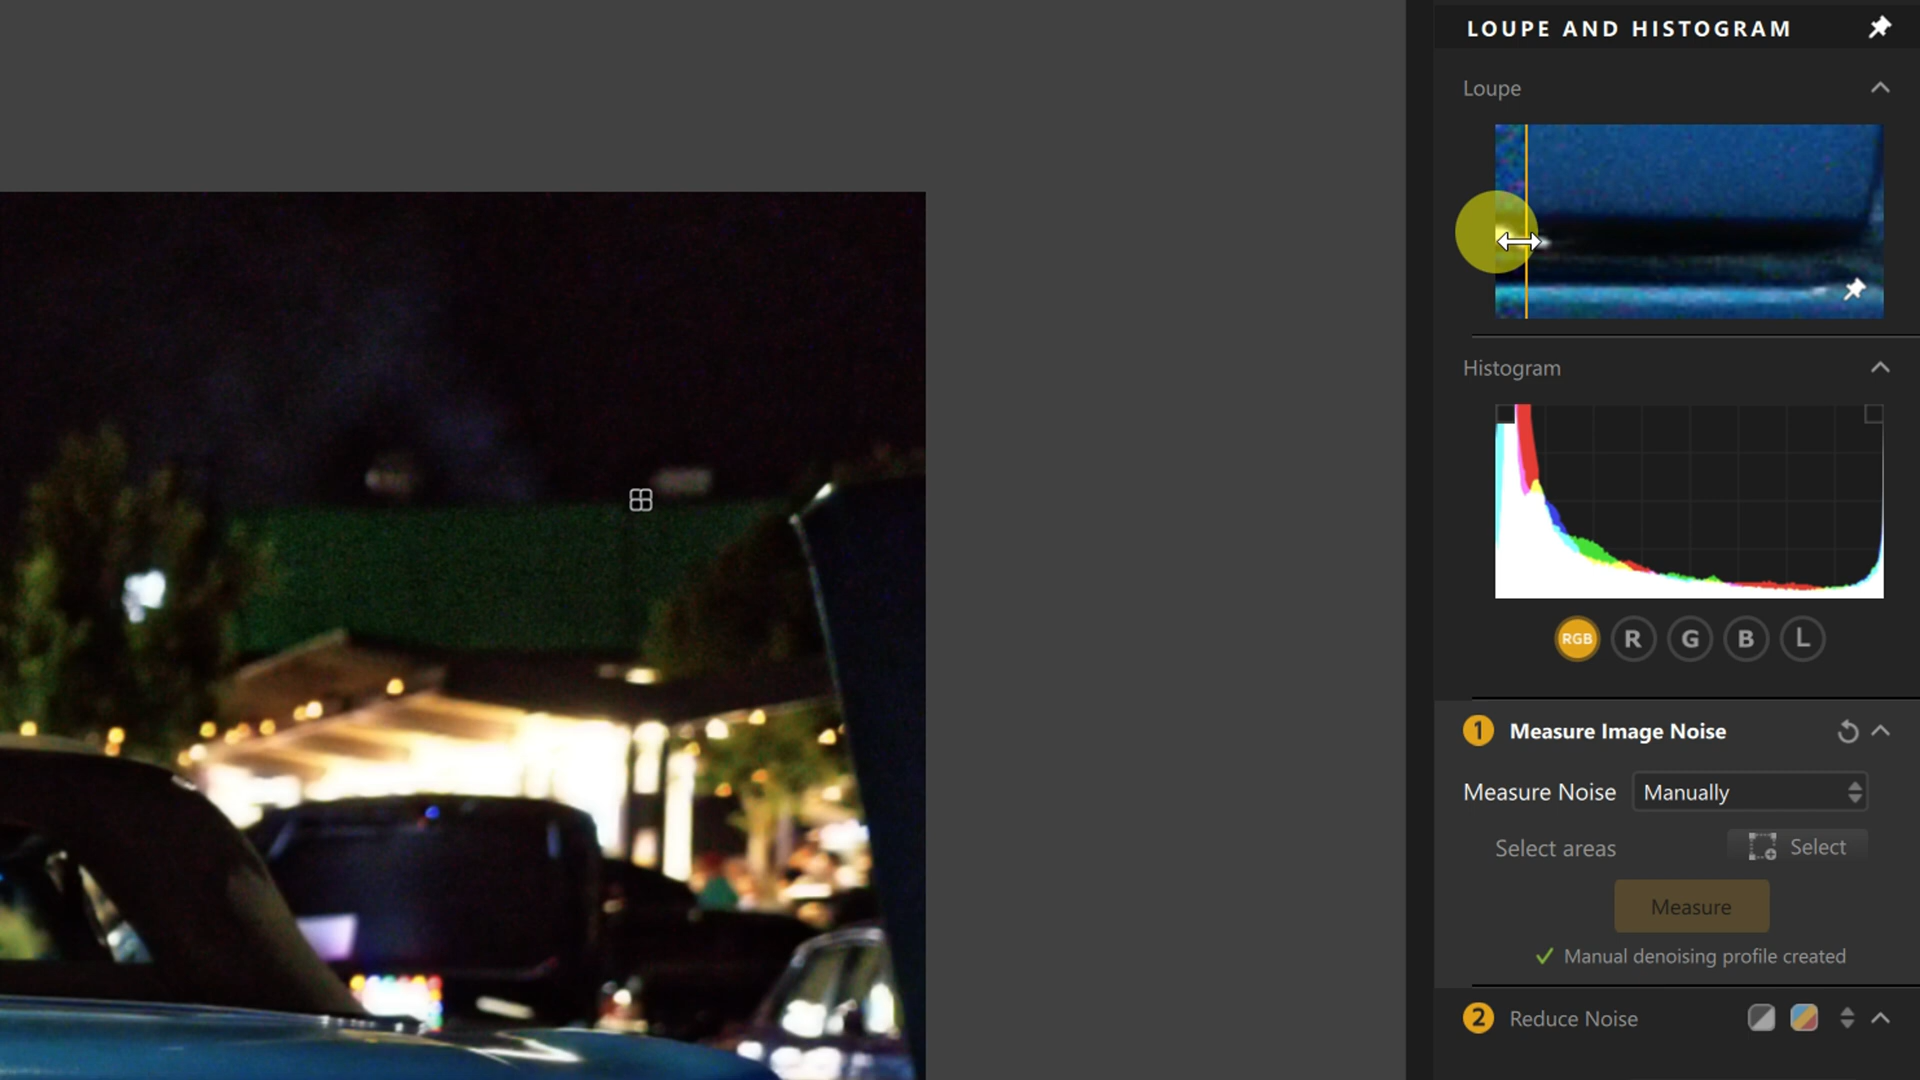 LOUPE AND HISTOGRAM
Loupe
Histogram
RGB R G B L
1 Measure Image Noise
Measure Noise Manually
Select areas Select
Measure
Manual denoising profile created
2 Reduce Noise